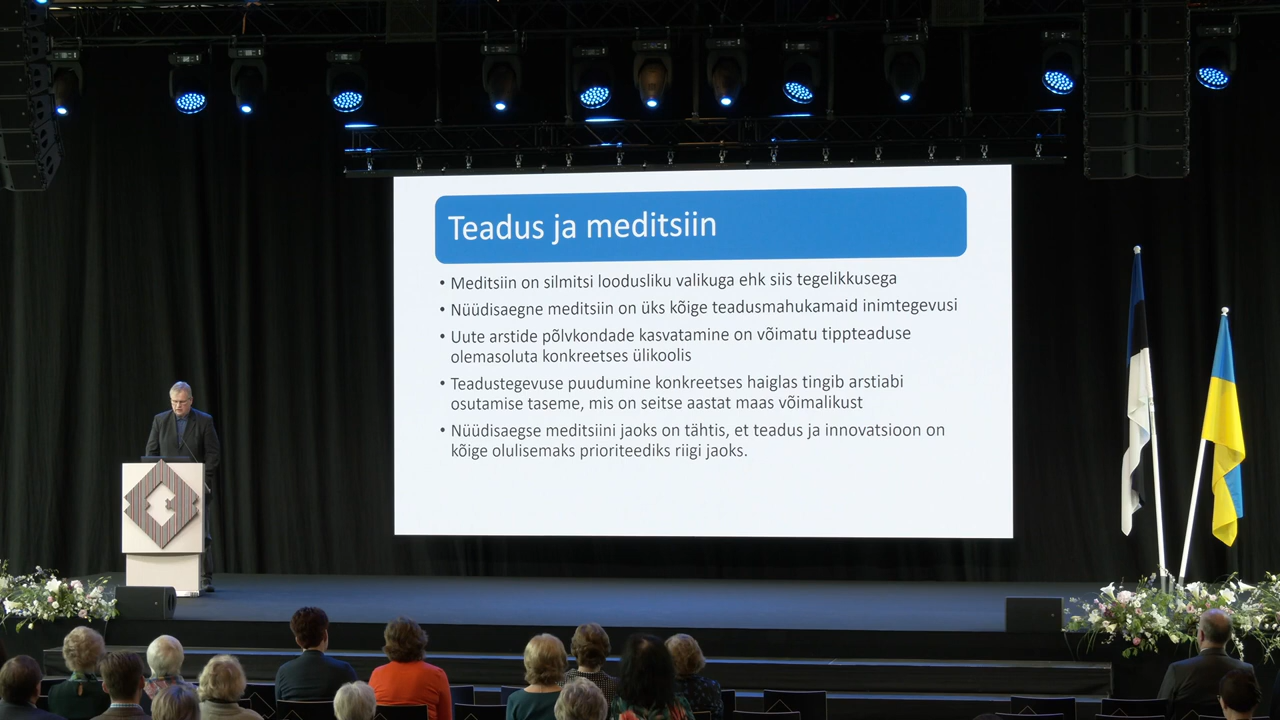 Teadus ja meditsiin
• Meditsiin on silmitsi loodusliku valikuga ehk siis tegelikkusega
• Nüüdisaegne meditsiin on üks kõige teadusmahukamaid inimtegevusi
• Uute arstide põlvkondade kasvatamine on võimatu tippteaduse
olemasoluta konkreetses ülikoolis
• Teadustegevuse puudumine konkreetses haiglas tingib arstiabi
osutamise taseme, mis on seitse aastat maas võimalikust
• Nüüdisaegse meditsiini jaoks on tähtis, et teadus ja innovatsioon on
kõige olulisemaks prioriteediks riigi jaoks.